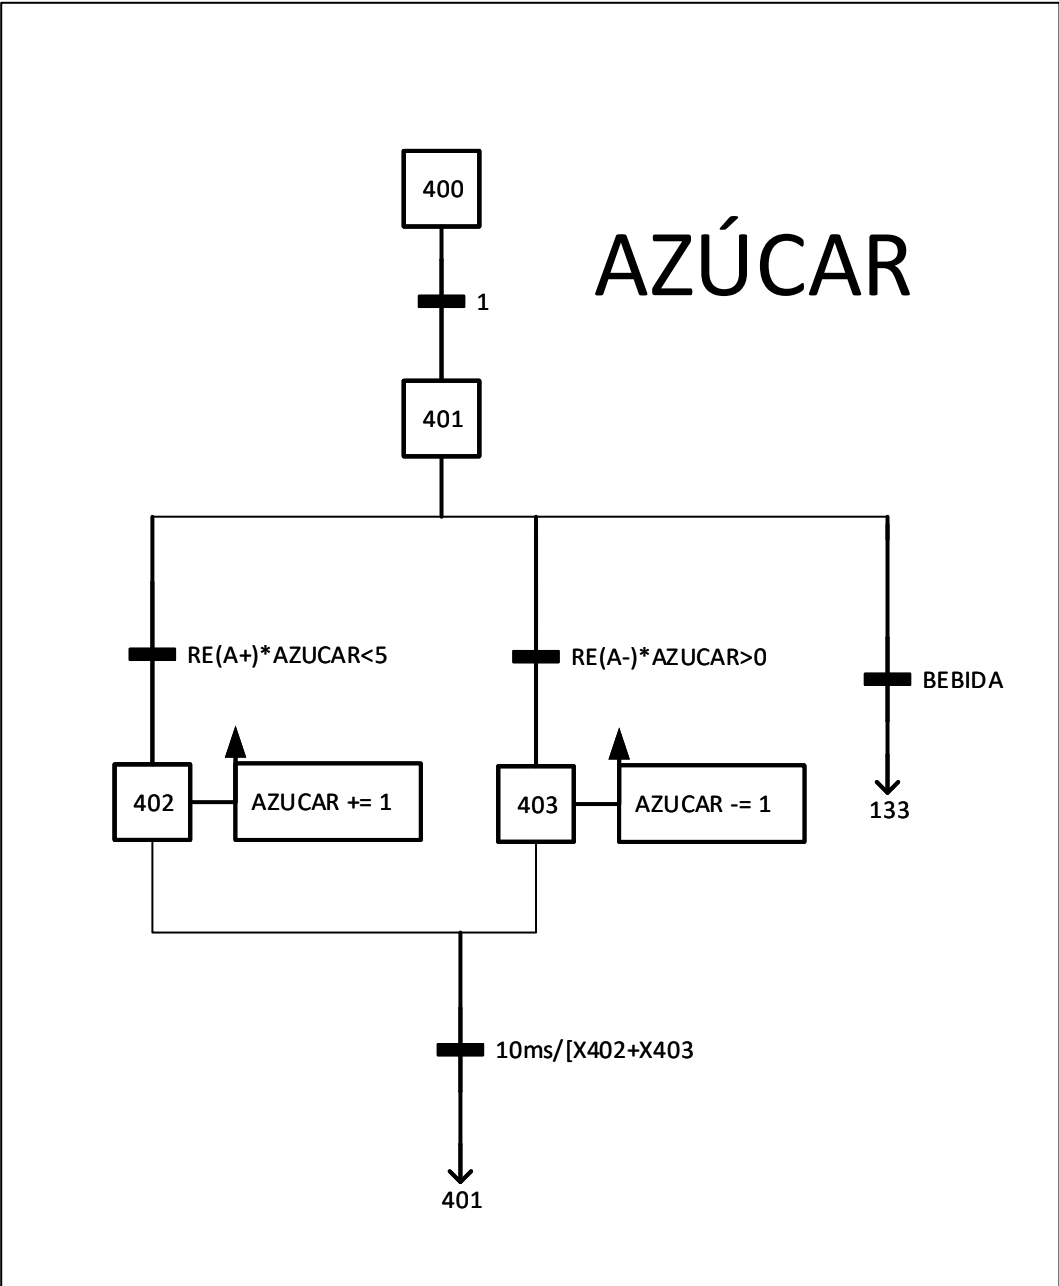 400
AZÚCAR
1
401
RE(A+)*AZUCAR<5
RE(A-)*AZUCAR>0
BEBIDA
402
AZUCAR += 1
403
AZUCAR -= 1
133
10ms/[X402+X403
401